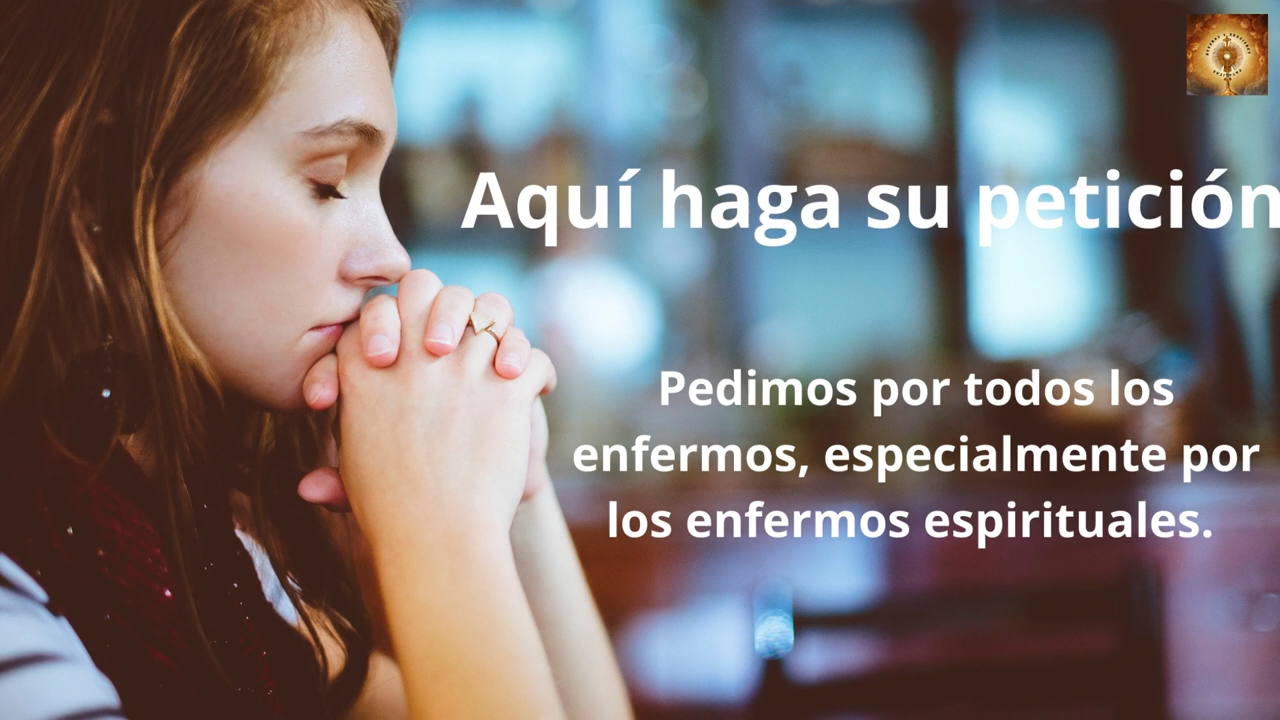 Aquí haga su petición
Pedimos por todos los
enfermos, especialmente por
los enfermos espirituales.